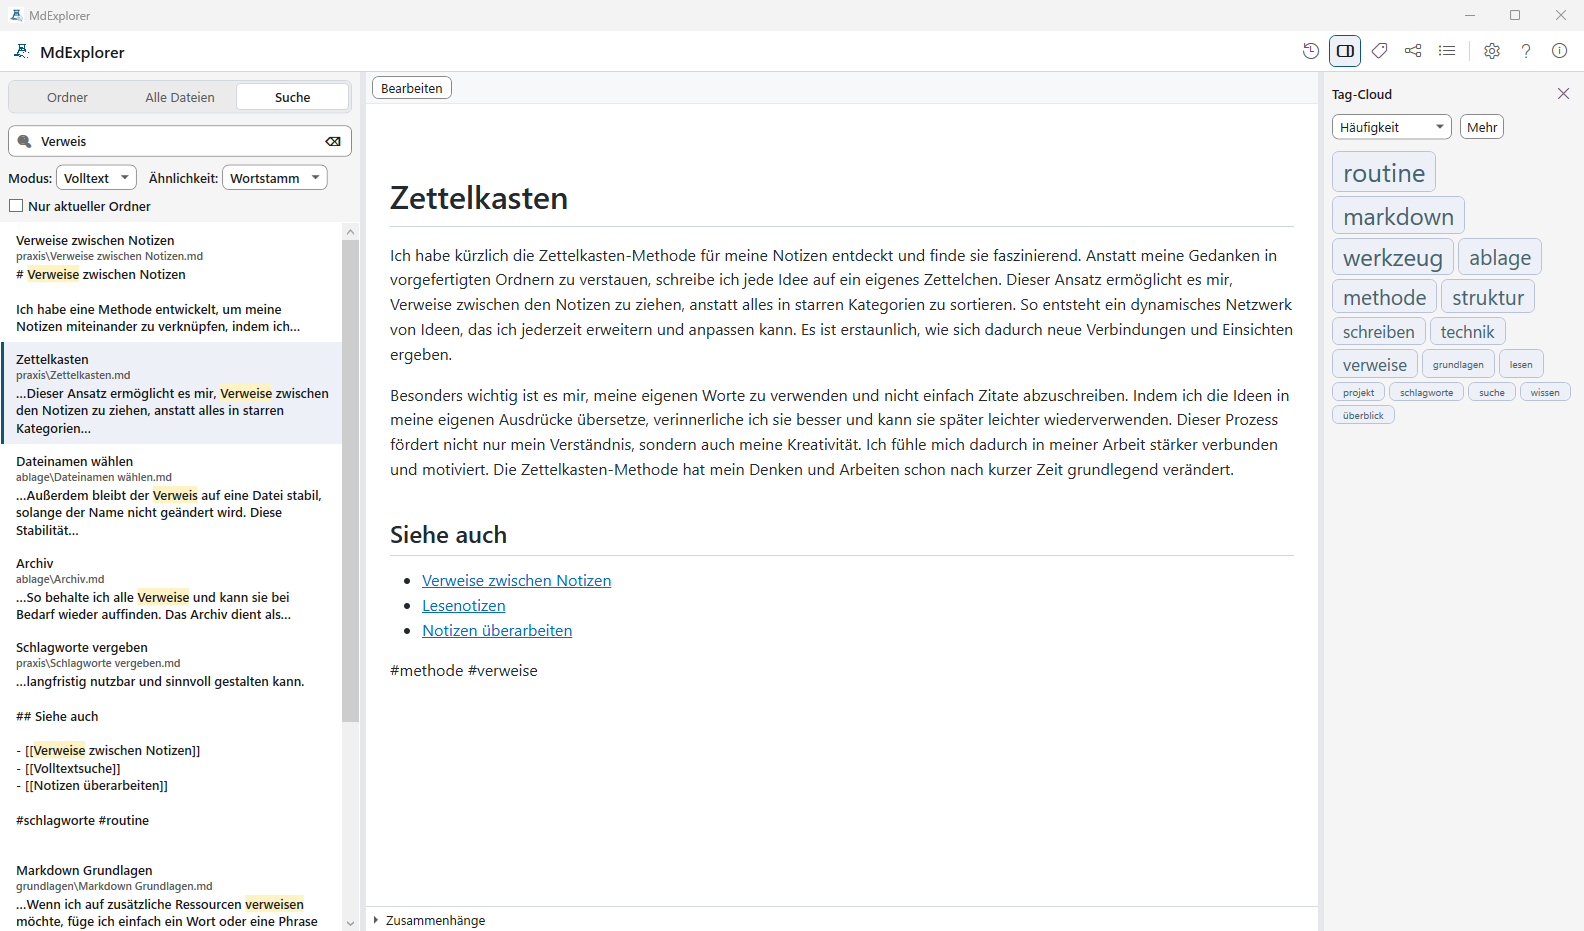 MdExplorer
MdExplorer
Ordner Alle Dateien Suche
Verweis
Modus: Volltext Ähnlichkeit: Wortstamm
Nur aktueller Ordner
Verweise zwischen Notizen
praxis\Verweise zwischen Notizen.md
# Verweise zwischen Notizen
Ich habe eine Methode entwickelt, um meine
Notizen miteinander zu verknüpfen, indem ich...
Zettelkasten
praxis\Zettelkasten.md
...Dieser Ansatz ermöglicht es mir, Verweise zwischen
den Notizen zu ziehen, anstatt alles in starren
Kategorien...
Dateinamen wählen
ablage\Dateinamen wählen.md
...Außerdem bleibt der Verweis auf eine Datei stabil,
solange der Name nicht geändert wird. Diese
Stabilität...
Archiv
ablage\Archiv.md
...So behalte ich alle Verweise und kann sie bei
Bedarf wieder auffinden. Das Archiv dient als...
Schlagworte vergeben
praxis\Schlagworte vergeben.md
...langfristig nutzbar und sinnvoll gestalten kann.
## Siehe auch
- [[Verweise zwischen Notizen]]
- [[Volltextsuche]]
- [[Notizen überarbeiten]]
#schlagworte #routine
Markdown Grundlagen
grundlagen\Markdown Grundlagen.md
...Wenn ich auf zusätzliche Ressourcen verweisen
möchte, füge ich einfach ein Wort oder eine Phrase
Bearbeiten
Zettelkasten
Ich habe kürzlich die Zettelkasten-Methode für meine Notizen entdeckt und finde sie faszinierend. Anstatt meine Gedanken in
vorgefertigten Ordnern zu verstauen, schreibe ich jede Idee auf ein eigenes Zettelchen. Dieser Ansatz ermöglicht es mir,
Verweise zwischen den Notizen zu ziehen, anstatt alles in starren Kategorien zu sortieren. So entsteht ein dynamisches Netzwerk
von Ideen, das ich jederzeit erweitern und anpassen kann. Es ist erstaunlich, wie sich dadurch neue Verbindungen und Einsichten
ergeben.
Besonders wichtig ist es mir, meine eigenen Worte zu verwenden und nicht einfach Zitate abzuschreiben. Indem ich die Ideen in
meine eigenen Ausdrücke übersetze, verinnerliche ich sie besser und kann sie später leichter wiederverwenden. Dieser Prozess
fördert nicht nur mein Verständnis, sondern auch meine Kreativität. Ich fühle mich dadurch in meiner Arbeit stärker verbunden
und motiviert. Die Zettelkasten-Methode hat mein Denken und Arbeiten schon nach kurzer Zeit grundlegend verändert.
Siehe auch
• Verweise zwischen Notizen
• Lesenotizen
• Notizen überarbeiten
#methode #verweise
Zusammenhänge
Tag-Cloud
Häufigkeit Mehr
routine
markdown
werkzeug ablage
methode struktur
schreiben technik
verweise grundlagen lesen
projekt schlagworte suche wissen
überblick